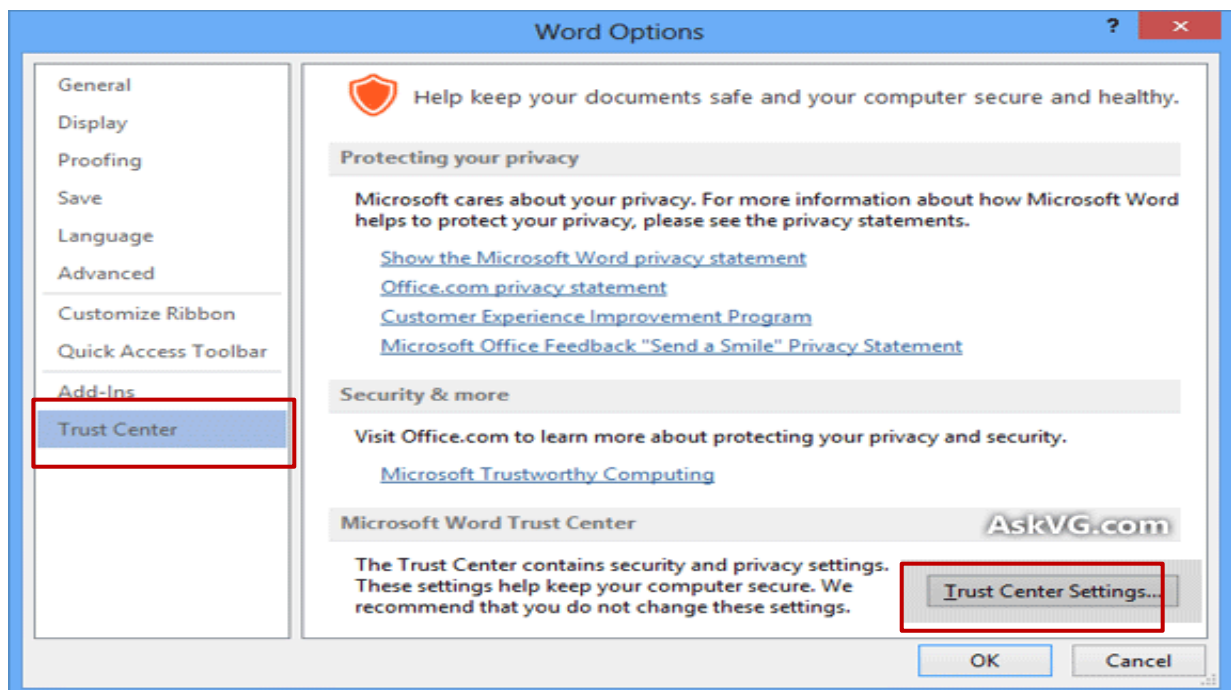 Word Options
?
General
Display
Proofing
Save
Language
Advanced
Customize Ribbon
Quick Access Toolbar
Add-Ins
Trust Center
Help keep your documents safe and your computer secure and healthy.
Protecting your privacy
Microsoft cares about your privacy. For more information about how Microsoft Word
helps to protect your privacy, please see the privacy statements.
Show the Microsoft Word privacy statement
Office.com privacy statement
Customer Experience Improvement Program
Microsoft Office Feedback "Send a Smile" Privacy Statement
Security & more
Visit Office.com to learn more about protecting your privacy and security.
Microsoft Trustworthy Computing
Microsoft Word Trust Center
AskVG.com
The Trust Center contains security and privacy settings.
These settings help keep your computer secure. We
recommend that you do not change these settings.
Trust Center Settings...
OK
Cancel